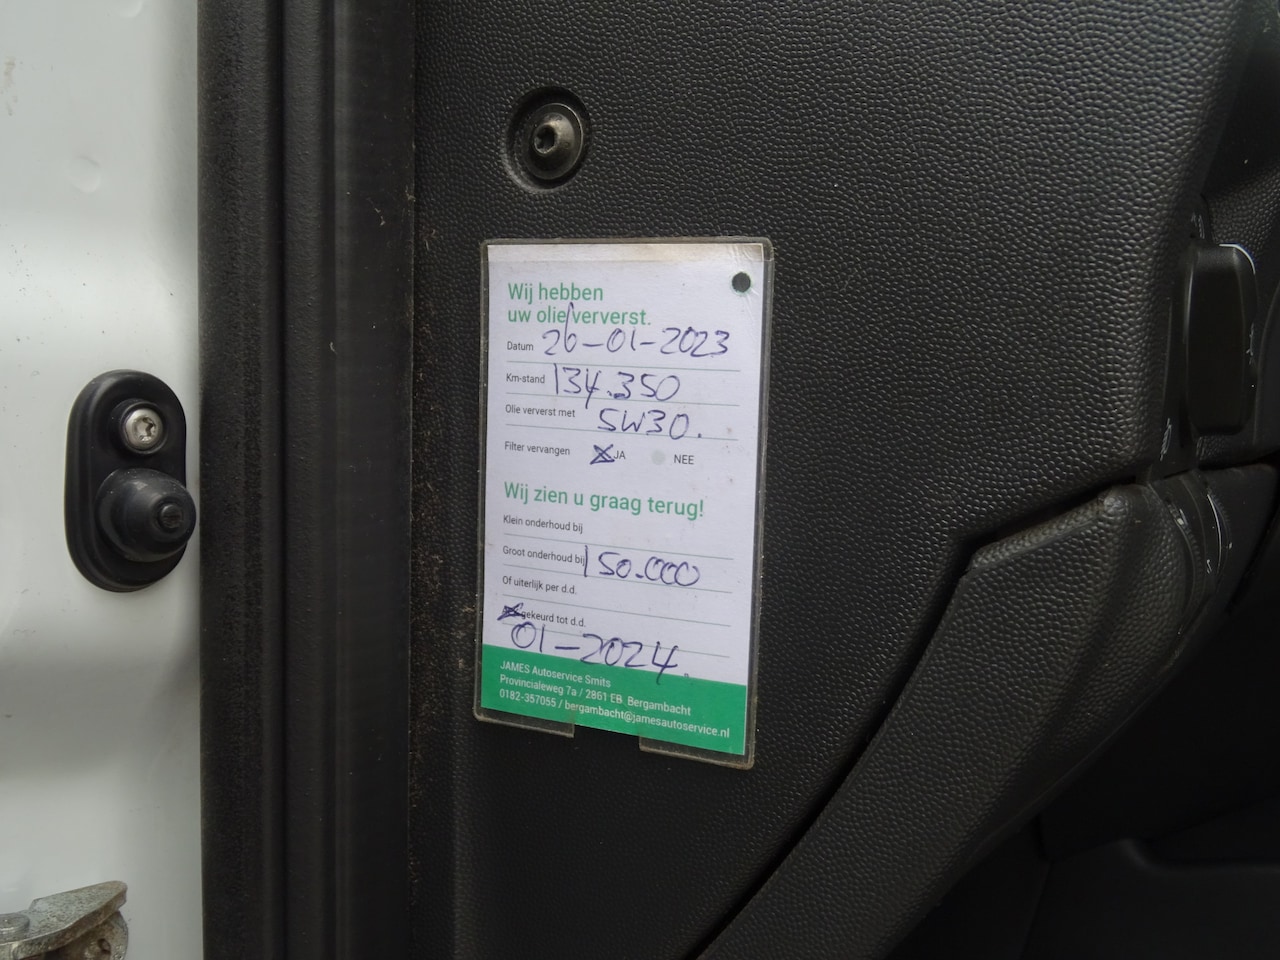 Wij hebben
uw olie ververst.
Datum 26-01-2023
Km-stand 134.350
Olie ververst met 5W30.
Filter vervangen JA NEE
Wij zien u graag terug!
Klein onderhoud bij
Groot onderhoud bij 150.000
Of uiterlijk per d.d.
gekeurd tot d.d.
01-2024.
JAMES Autoservice Smits
Provincialeweg 7a / 2861 EB Bergambacht
0182-357055 / bergambacht@jamesautoservice.nl